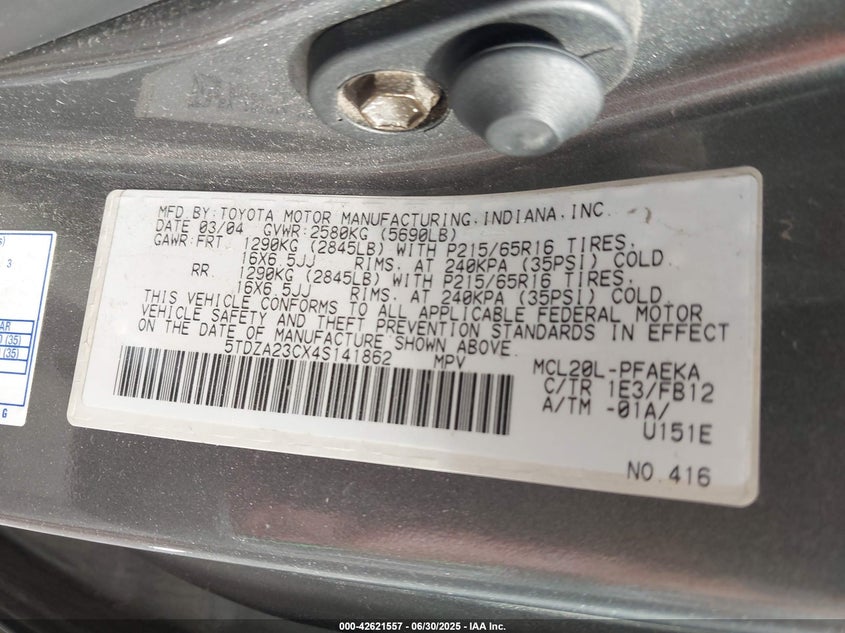 MFD.BY:TOYOTA MOTOR MANUFACTURING,INDIANA,INC.
DATE 03/04 GVWR:2580KG (5690LB)
GAWR:FRT 1290KG (2845LB) WITH P215/65R16 TIRES,
16X6.5JJ RIMS, AT 240KPA (35PSI) COLD
RR 1290KG (2845LB) WITH P215/65R16 TIRES,
16X6.5JJ RIMS, AT 240KPA (35PSI) COLD
THIS VEHICLE CONFORMS TO ALL APPLICABLE FEDERAL MOTOR
VEHICLE SAFETY AND THEFT PREVENTION STANDARDS IN EFFECT
ON THE DATE OF MANUFACTURE SHOWN ABOVE.
5TDZA23CX4S141862 MPV
MCL20L-PFAEKA
C/TR 1E3/FB12
A/TM -01A/
U151E
NO.416
3
(35)
(35)
G
000-42621557 - 06/30/2025 - IAA Inc.